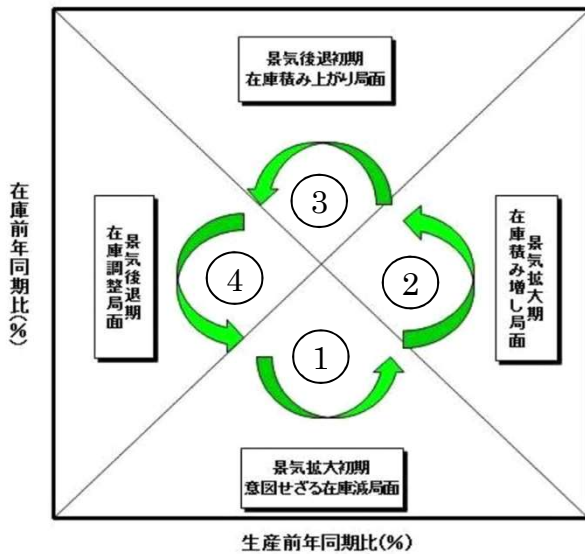 景気後退初期
在庫積み上がり局面
在庫前年同期比(%)
景気後退期
在庫調整局面
③
④
②
①
景気拡大期
在庫積み増し局面
景気拡大初期
意図せざる在庫減局面
生産前年同期比(%)